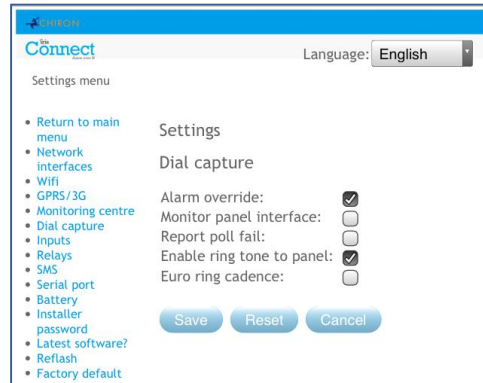 CHIRON
Connect
Language: English
Settings menu
Return to main
menu
Network
interfaces
Wifi
GPRS/3G
Monitoring centre
Dial capture
Inputs
Relays
SMS
Serial port
Battery
Installer
password
Latest software?
Reflash
Factory default
Settings
Dial capture
Alarm override:
Monitor panel interface:
Report poll fail:
Enable ring tone to panel:
Euro ring cadence:
Save Reset Cancel